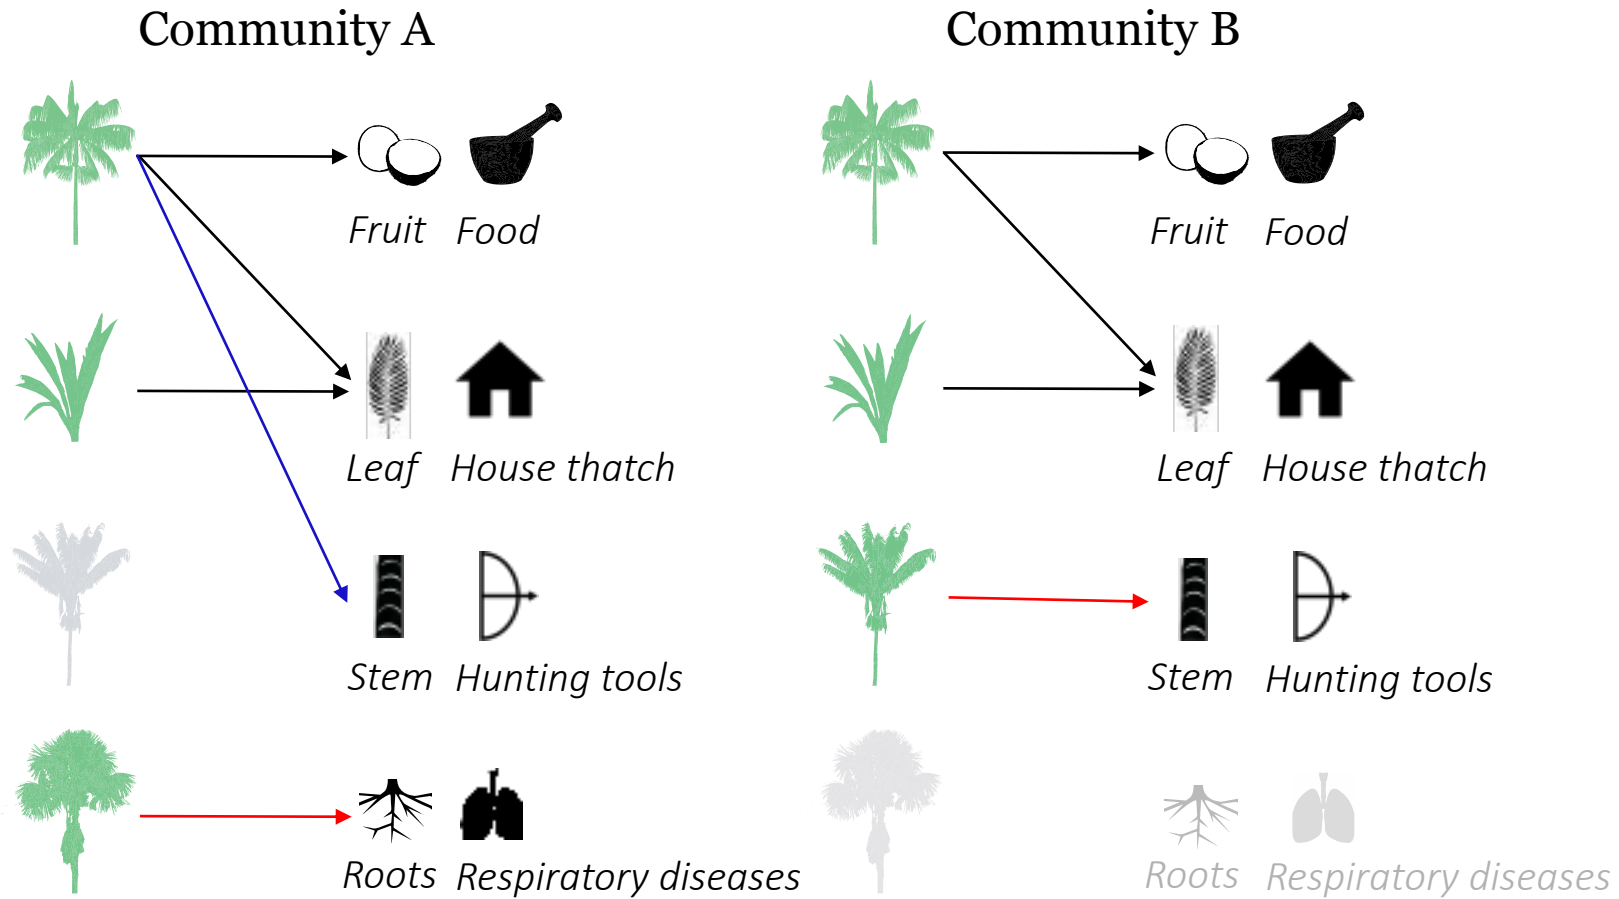 Community A
Community B
Fruit Food
Fruit Food
Leaf House thatch
Leaf House thatch
Stem Hunting tools
Stem Hunting tools
Roots Respiratory diseases
Roots Respiratory diseases